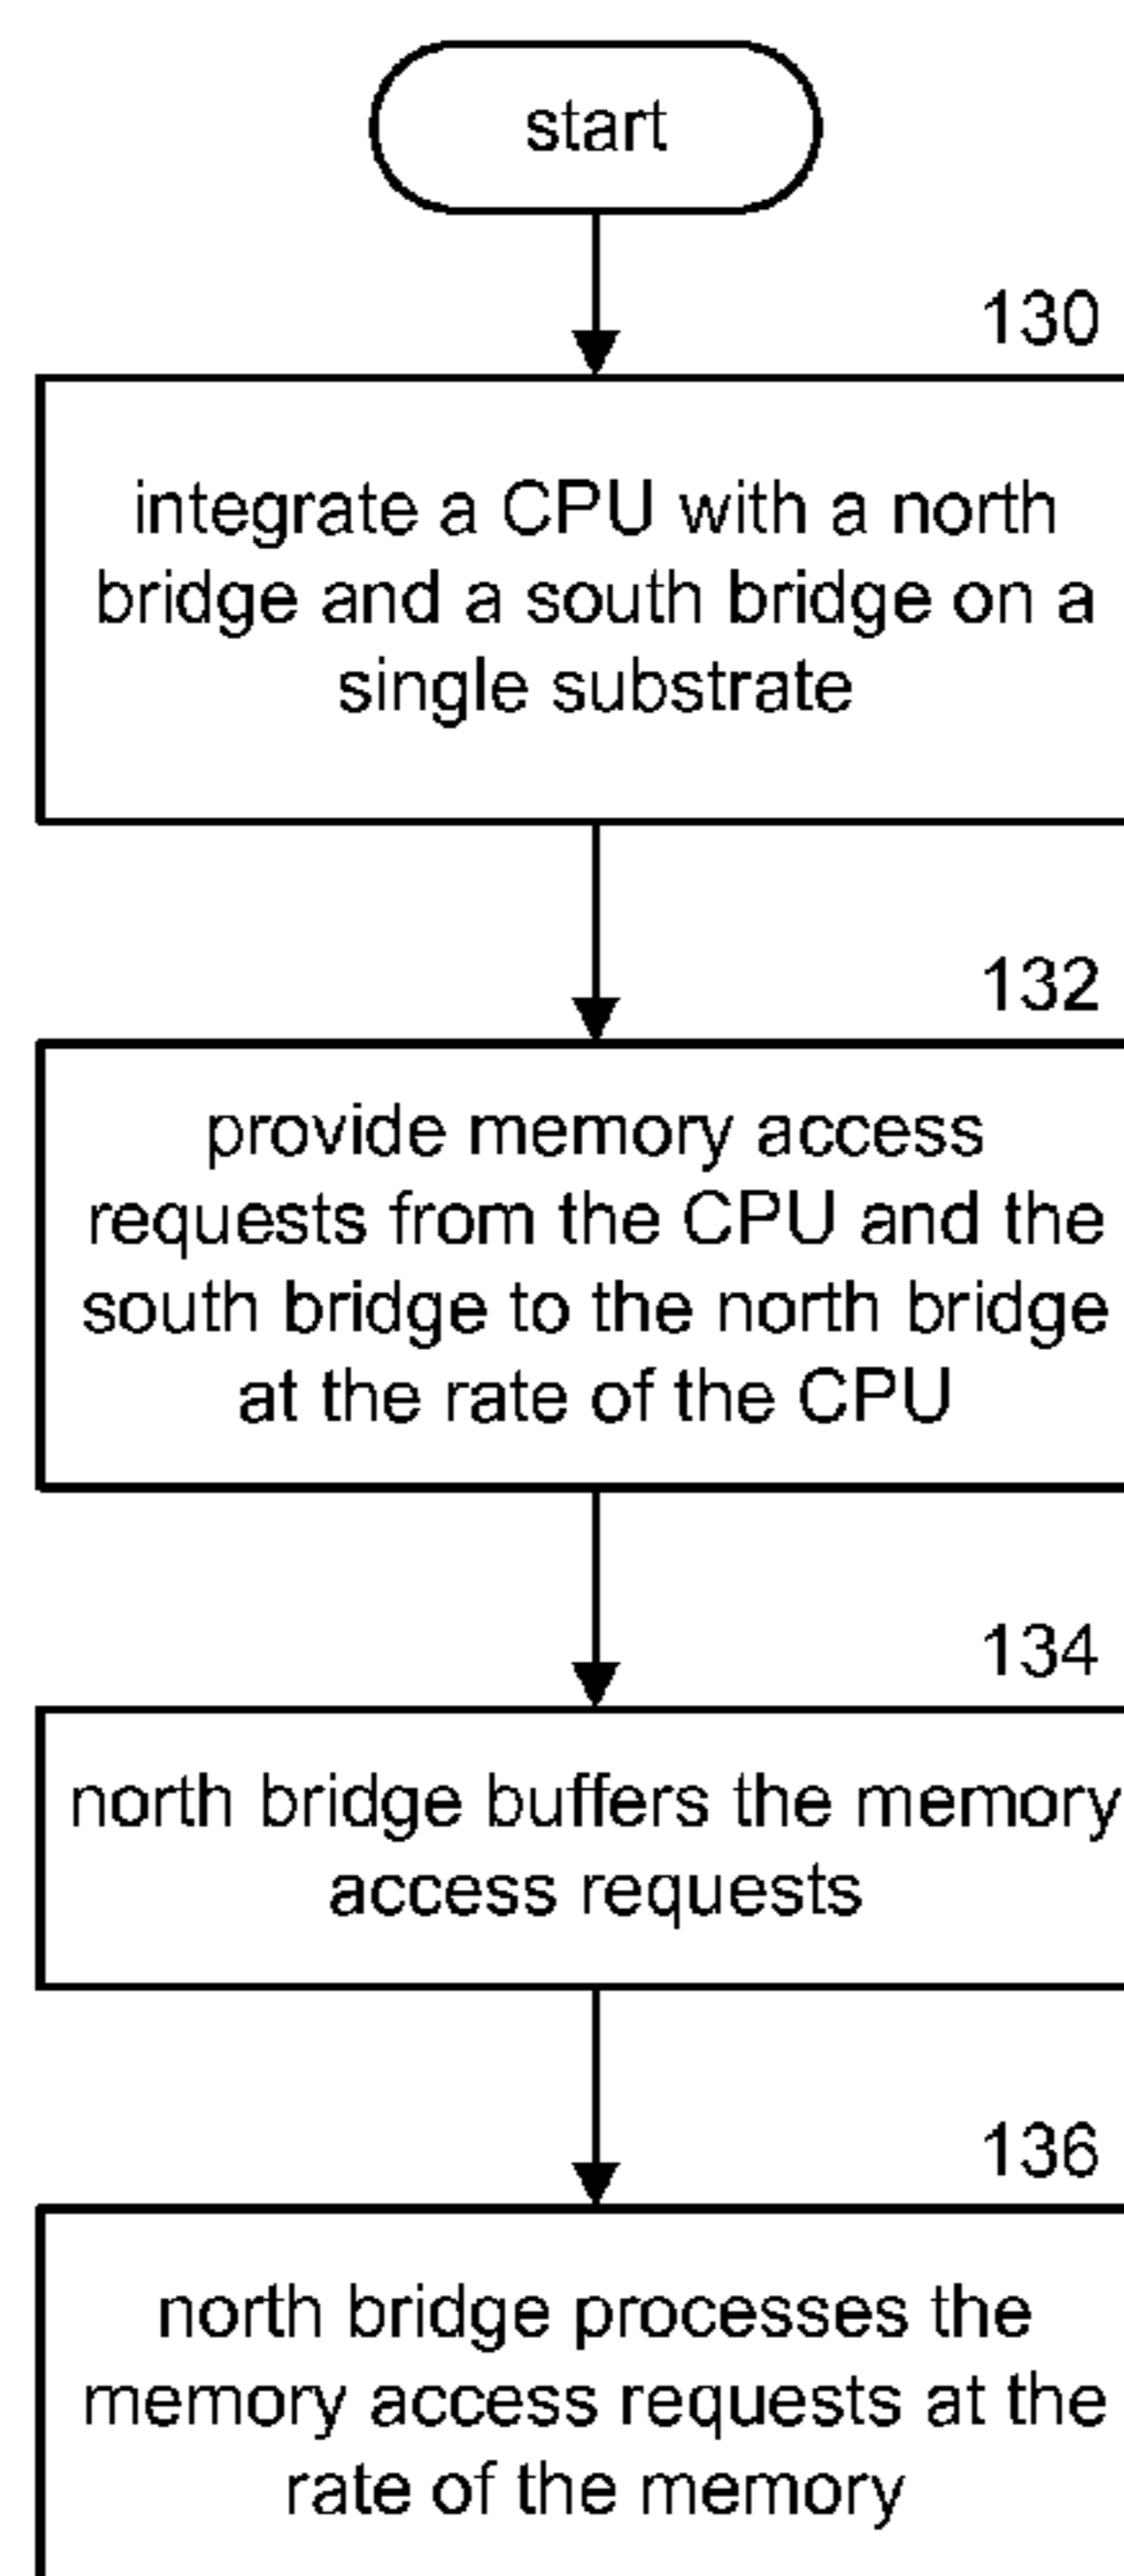 start
130
integrate a CPU with a north
bridge and a south bridge on a
single substrate
132
provide memory access
requests from the CPU and the
south bridge to the north bridge
at the rate of the CPU
134
north bridge buffers the memory
access requests
136
north bridge processes the
memory access requests at the
rate of the memory